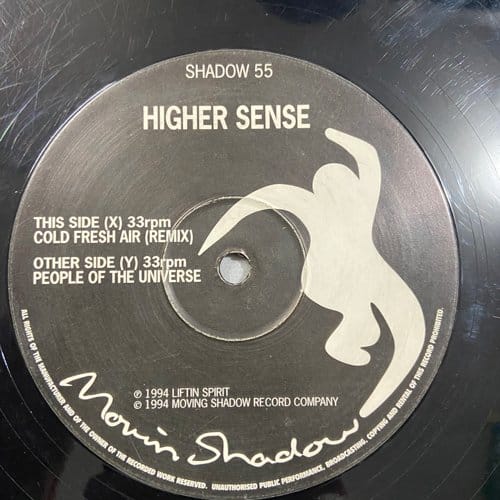 SHADOW 55
HIGHER SENSE
THIS SIDE (X) 33rpm
COLD FRESH AIR (REMIX)
OTHER SIDE (Y) 33rpm
PEOPLE OF THE UNIVERSE
℗ 1994 LIFTIN SPIRIT
© 1994 MOVING SHADOW RECORD COMPANY
Movin Shadow
ALL RIGHTS OF THE MANUFACTURER AND OF THE OWNER OF THE RECORDED WORK RESERVED. UNAUTHORISED PUBLIC PERFORMANCE, BROADCASTING, COPYING AND RENTAL OF THIS RECORD PROHIBITED.